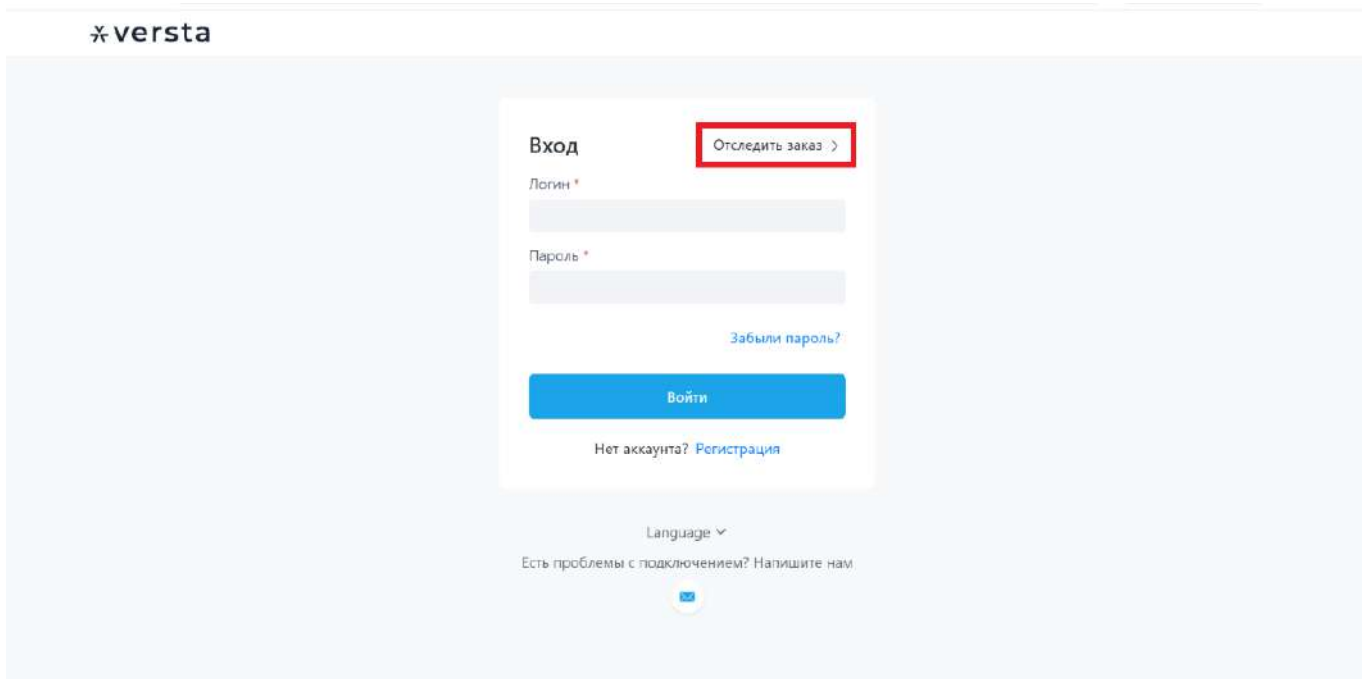 versta
Вход
Отследить заказ >
Логин *
Пароль *
Забыли пароль?
Войти
Нет аккаунта? Регистрация
Language
Есть проблемы с подключением? Напишите нам